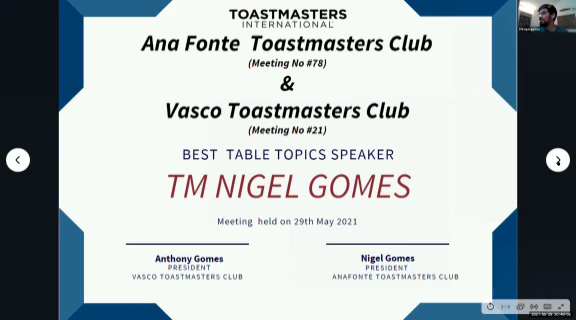 TOASTMASTERS
INTERNATIONAL
Ana Fonte Toastmasters Club
(Meeting No #78)
&
Vasco Toastmasters Club
(Meeting No #21)
BEST TABLE TOPICS SPEAKER
TM NIGEL GOMES
Meeting held on 29th May 2021
Anthony Gomes
PRESIDENT
VASCO TOASTMASTERS CLUB
Nigel Gomes
PRESIDENT
ANAFONTE TOASTMASTERS CLUB